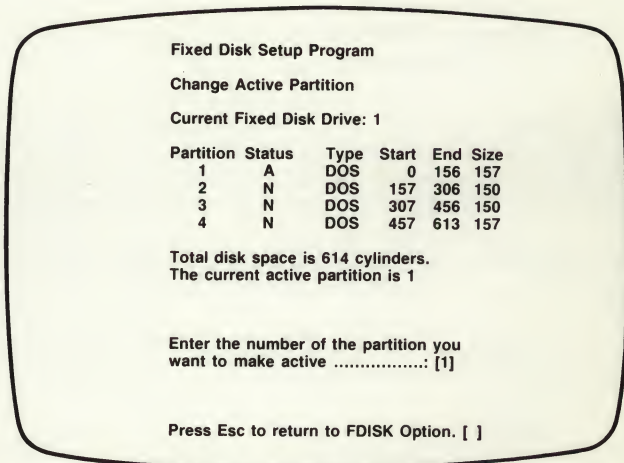 Fixed Disk Setup Program
Change Active Partition
Current Fixed Disk Drive: 1
Partition Status Type Start End Size
1 A DOS 0 156 157
2 N DOS 157 306 150
3 N DOS 307 456 150
4 N DOS 457 613 157
Total disk space is 614 cylinders.
The current active partition is 1
Enter the number of the partition you
want to make active ..................: [1]
Press Esc to return to FDISK Option. [ ]